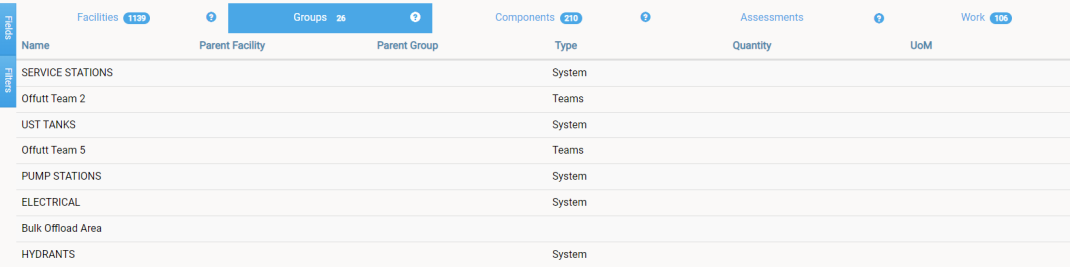 Facilities 1139 ? Groups 26 ? Components 210 ? Assessments ? Work 106
Fields
Filters
Name Parent Facility Parent Group Type Quantity UoM
SERVICE STATIONS System
Offutt Team 2 Teams
UST TANKS System
Offutt Team 5 Teams
PUMP STATIONS System
ELECTRICAL System
Bulk Offload Area
HYDRANTS System